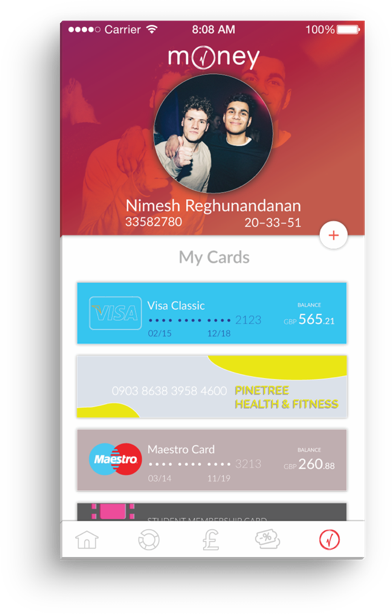 Carrier 8:08 AM 100%
money
Nimesh Reghunandanan
33582780 20–33–51
+
My Cards
VISA Visa Classic BALANCE
•••• •••• •••• 2123 GBP 565.21
02/15 12/18
0903 8638 3958 4600 PINETREE
HEALTH & FITNESS
Maestro Maestro Card BALANCE
•••• •••• •••• 3213 GBP 260.88
03/14 11/19
STUDENT MEMBERSHIP CARD
£ %